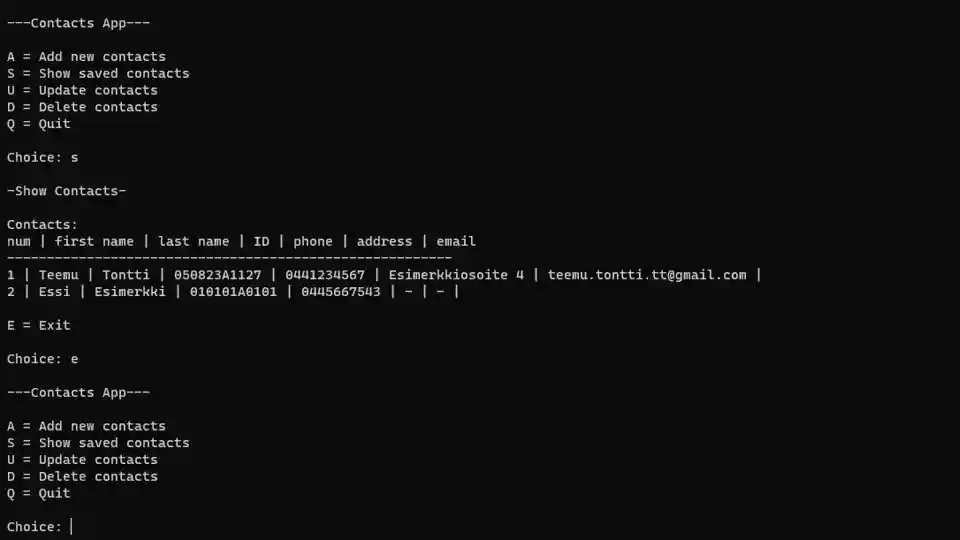 ---Contacts App---
A = Add new contacts
S = Show saved contacts
U = Update contacts
D = Delete contacts
Q = Quit
Choice: s
-Show Contacts-
Contacts:
num | first name | last name | ID | phone | address | email
--------------------------------------------------------
1 | Teemu | Tontti | 050823A1127 | 0441234567 | Esimerkkiosoite 4 | teemu.tontti.tt@gmail.com |
2 | Essi | Esimerkki | 010101A0101 | 0445667543 | - | - |
E = Exit
Choice: e
---Contacts App---
A = Add new contacts
S = Show saved contacts
U = Update contacts
D = Delete contacts
Q = Quit
Choice: